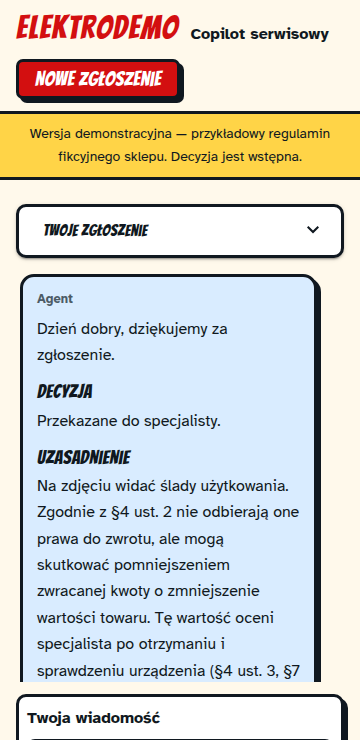 ELEKTRODEMO Copilot serwisowy
NOWE ZGŁOSZENIE
Wersja demonstracyjna — przykładowy regulamin
fikcyjnego sklepu. Decyzja jest wstępna.
TWOJE ZGŁOSZENIE
Agent
Dzień dobry, dziękujemy za
zgłoszenie.
DECYZJA
Przekazane do specjalisty.
UZASADNIENIE
Na zdjęciu widać ślady użytkowania.
Zgodnie z §4 ust. 2 nie odbierają one
prawa do zwrotu, ale mogą
skutkować pomniejszeniem
zwracanej kwoty o zmniejszenie
wartości towaru. Tę wartość oceni
specjalista po otrzymaniu i
sprawdzeniu urządzenia (§4 ust. 3, §7
Twoja wiadomość